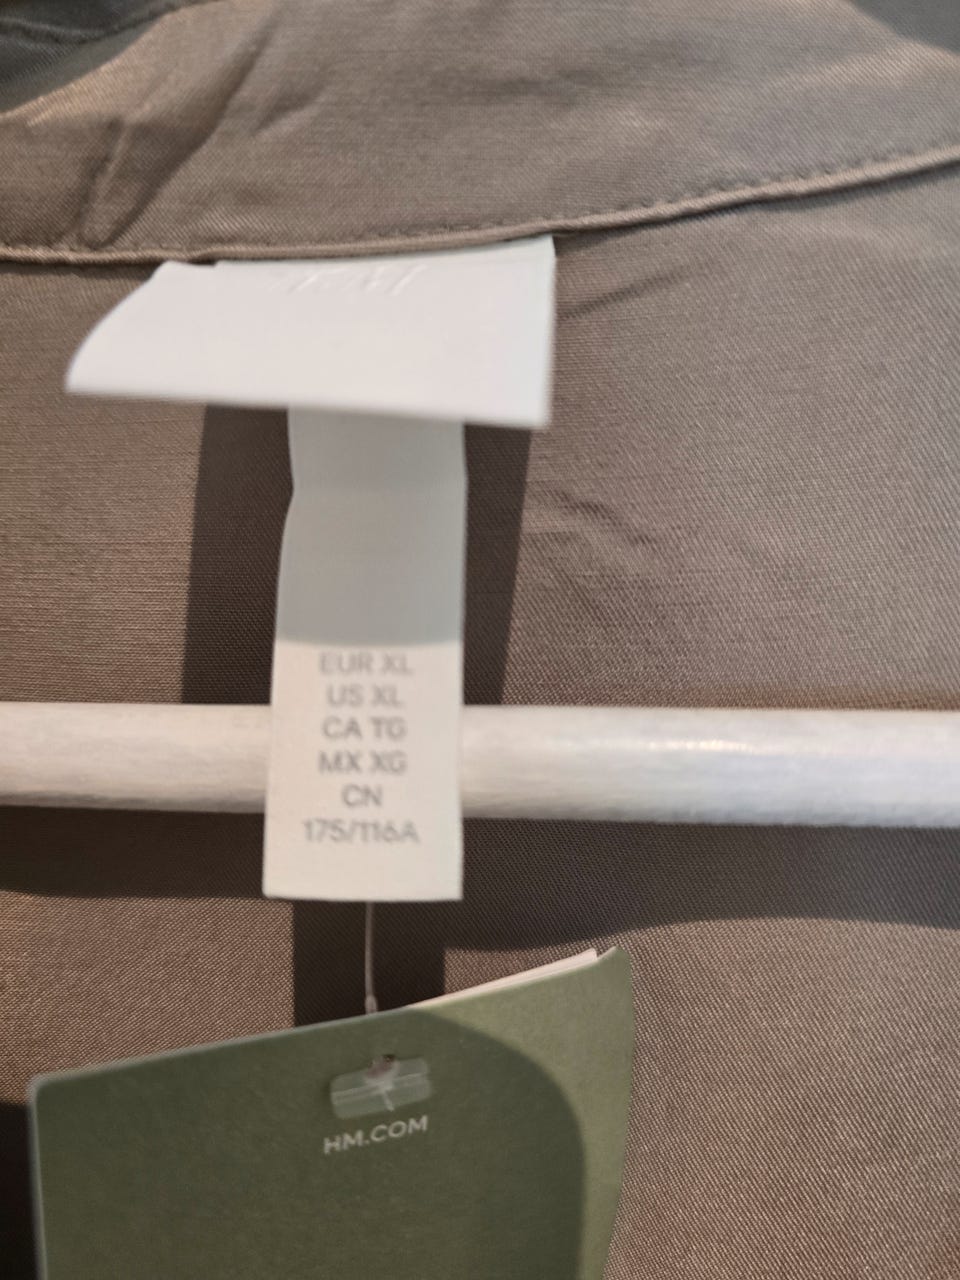 H&M
EUR XL
US XL
CA TG
MX XG
CN
175/116A
HM.COM